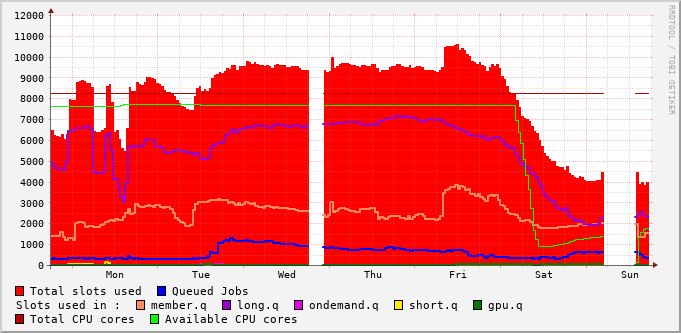 12000
11000
10000
9000
8000
7000
6000
5000
4000
3000
2000
1000
0
Mon Tue Wed Thu Fri Sat Sun
RRDTOOL / TOBI OETIKER
Total slots used Queued Jobs
Slots used in : member.q long.q ondemand.q short.q gpu.q
Total CPU cores Available CPU cores